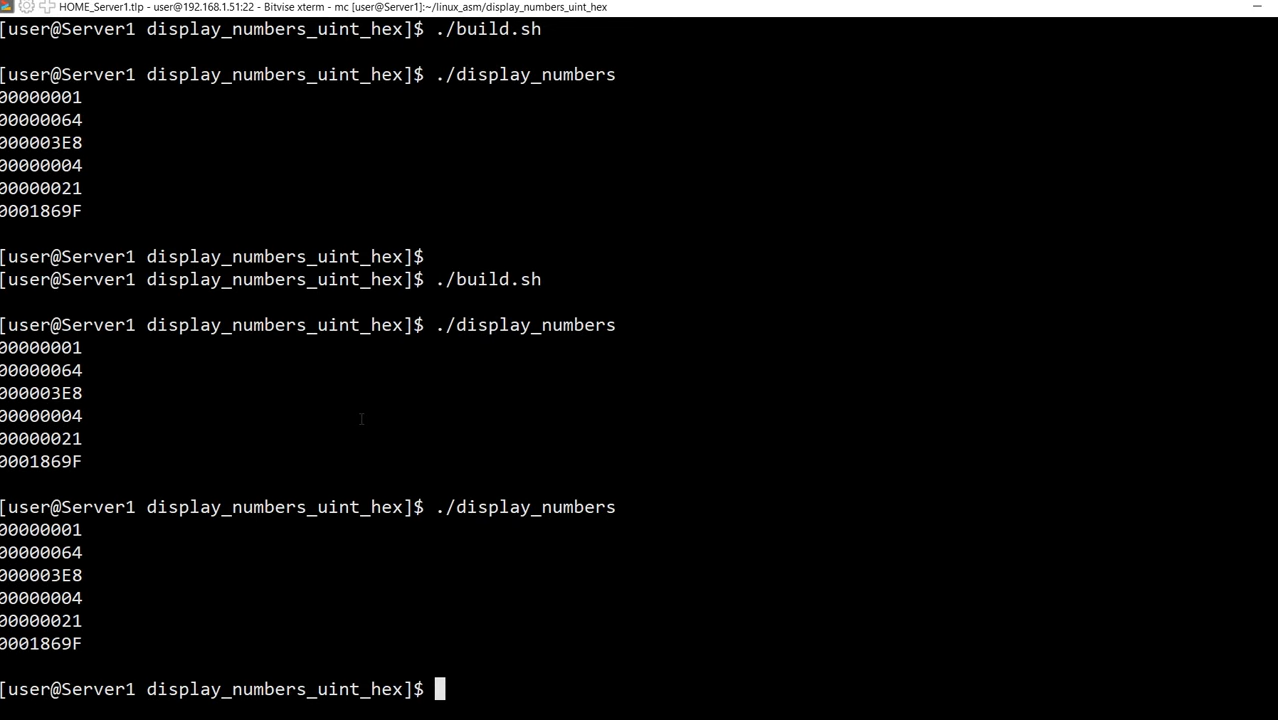 HOME_Server1.tlp - user@192.168.1.51:22 - Bitvise xterm - mc [user@Server1]:~/linux_asm/display_numbers_uint_hex
[user@Server1 display_numbers_uint_hex]$ ./build.sh
[user@Server1 display_numbers_uint_hex]$ ./display_numbers
00000001
00000064
000003E8
00000004
00000021
0001869F
[user@Server1 display_numbers_uint_hex]$
[user@Server1 display_numbers_uint_hex]$ ./build.sh
[user@Server1 display_numbers_uint_hex]$ ./display_numbers
00000001
00000064
000003E8
00000004
00000021
0001869F
[user@Server1 display_numbers_uint_hex]$ ./display_numbers
00000001
00000064
000003E8
00000004
00000021
0001869F
[user@Server1 display_numbers_uint_hex]$